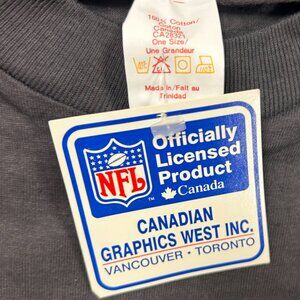 100% Cotton/
Coton
Canada
CA28321
One Size/
Une Grandeur
Made in/Fait au
Trinidad
NFL
Officially
Licensed
Product
Canada
CANADIAN
GRAPHICS WEST INC.
VANCOUVER · TORONTO